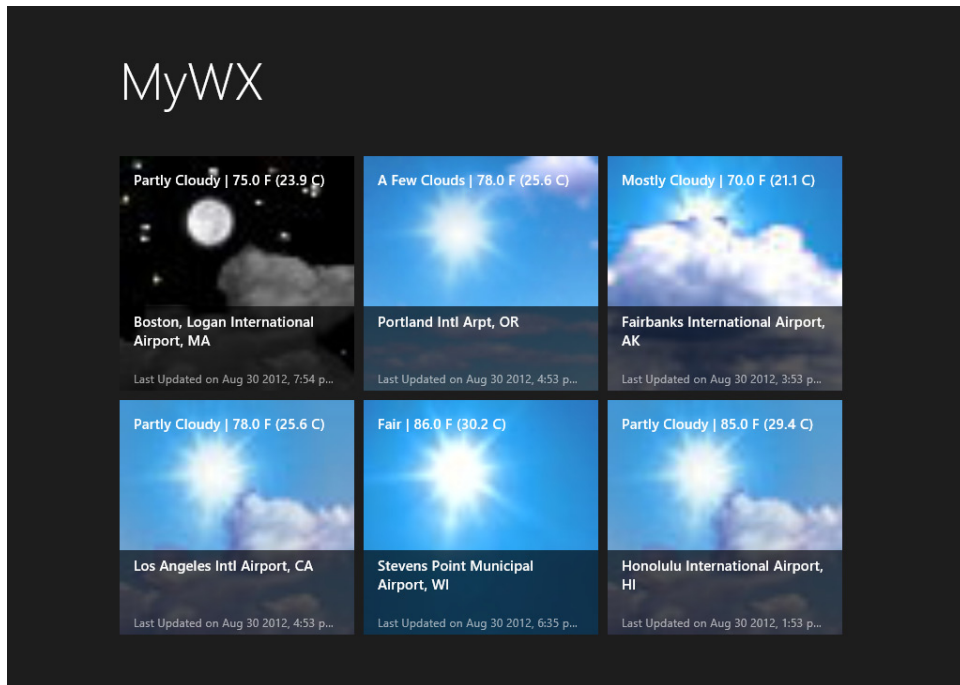 MyWX
Partly Cloudy | 75.0 F (23.9 C)
Boston, Logan International
Airport, MA
Last Updated on Aug 30 2012, 7:54 p...
A Few Clouds | 78.0 F (25.6 C)
Portland Intl Arpt, OR
Last Updated on Aug 30 2012, 4:53 p...
Mostly Cloudy | 70.0 F (21.1 C)
Fairbanks International Airport,
AK
Last Updated on Aug 30 2012, 3:53 p...
Partly Cloudy | 78.0 F (25.6 C)
Los Angeles Intl Airport, CA
Last Updated on Aug 30 2012, 4:53 p...
Fair | 86.0 F (30.2 C)
Stevens Point Municipal
Airport, WI
Last Updated on Aug 30 2012, 6:35 p...
Partly Cloudy | 85.0 F (29.4 C)
Honolulu International Airport,
HI
Last Updated on Aug 30 2012, 1:53 p...